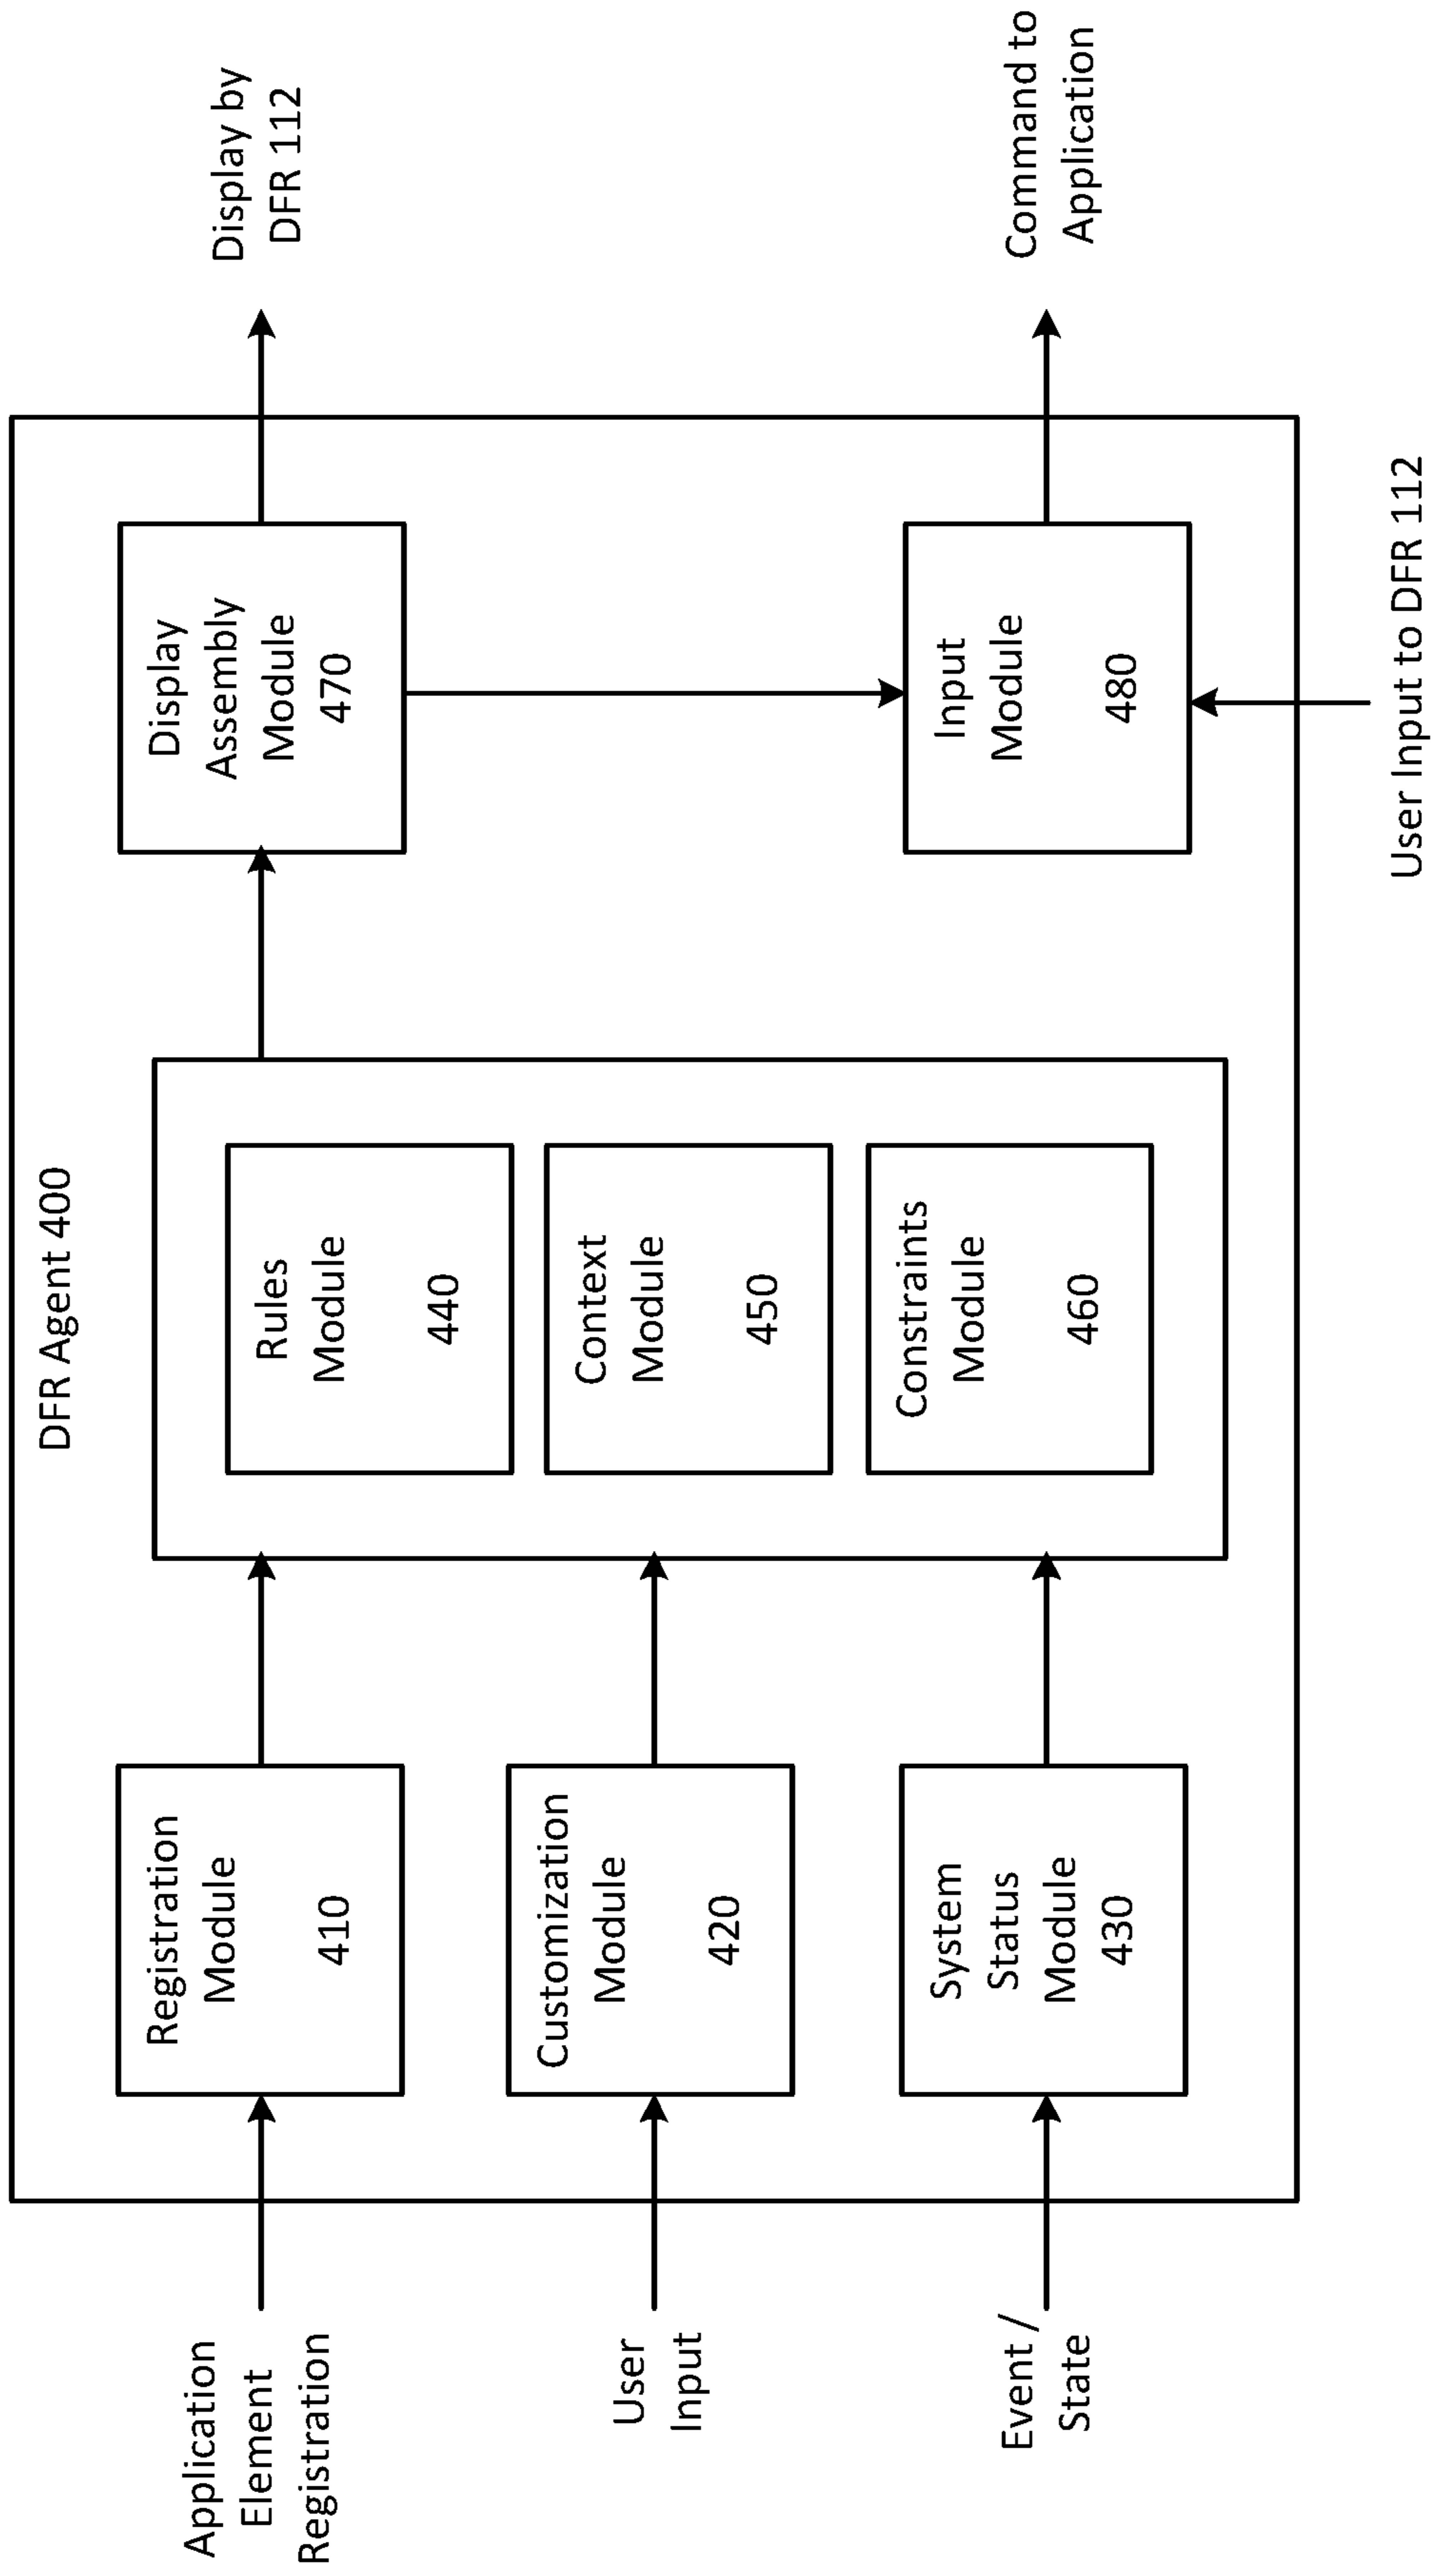 DFR Agent 400
Application
Element
Registration
Registration
Module
410
User
Input
Customization
Module
420
Event /
State
System
Status
Module
430
Rules
Module
440
Context
Module
450
Constraints
Module
460
Display
Assembly
Module
470
Display by
DFR 112
Input
Module
480
Command to
Application
User Input to DFR 112